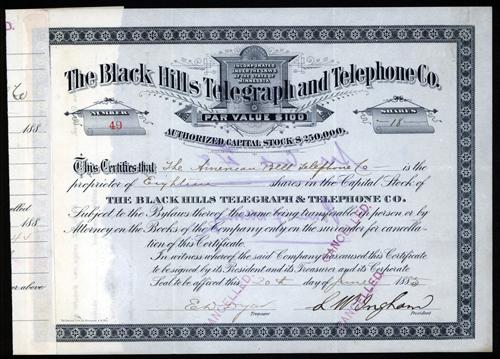 INCORPORATED
UNDER THE LAWS
OF THE STATE OF
MINNESOTA
The Black Hills Telegraph and Telephone Co.
NUMBER
49
PAR VALUE $100
SHARES
18
AUTHORIZED CAPITAL STOCK $250,000.
This Certifies that The American Bell Telephone Co is the
proprietor of Eighteen shares in the Capital Stock of
THE BLACK HILLS TELEGRAPH & TELEPHONE CO.
Subject to the Bylaws thereof the same being transferable in person or by
Attorney on the Books of the Company only on the surrender for cancella-
tion of this Certificate.
In witness whereof the said Company has caused this Certificate
to be signed by its President and its Treasurer and its Corporate
Seal to be affixed this 20th day of June 1885
Treasurer
President
CANCELLED.
CANCELLED.
188
188
er above